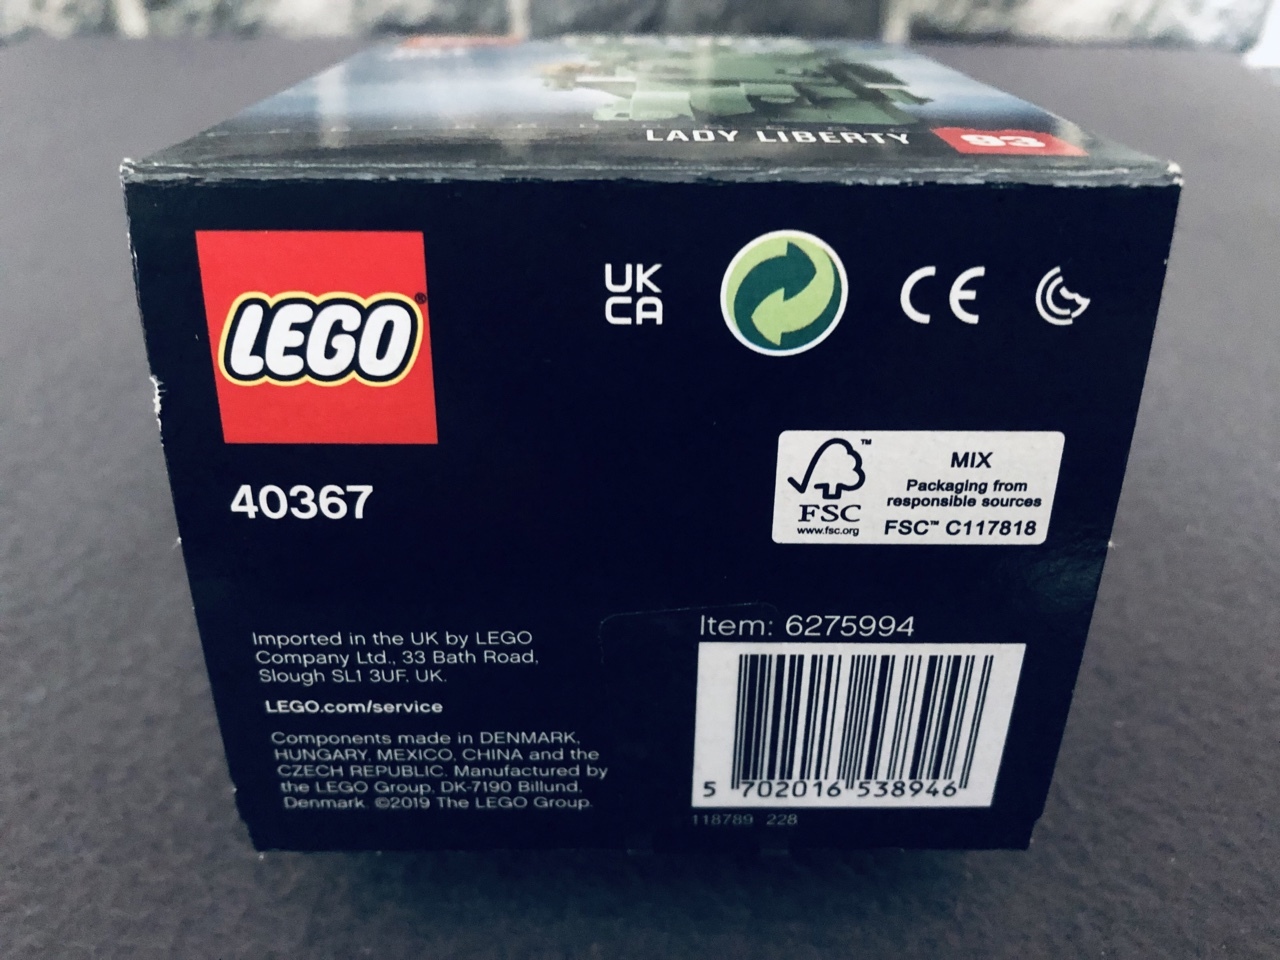 LADY LIBERTY 93
LEGO®
UK
CA
CE
40367
™
FSC
www.fsc.org
MIX
Packaging from
responsible sources
FSC™ C117818
Imported in the UK by LEGO
Company Ltd., 33 Bath Road,
Slough SL1 3UF, UK.
LEGO.com/service
Components made in DENMARK,
HUNGARY, MEXICO, CHINA and the
CZECH REPUBLIC. Manufactured by
the LEGO Group, DK-7190 Billund,
Denmark. ©2019 The LEGO Group.
Item: 6275994
5 702016 538946
118789 228